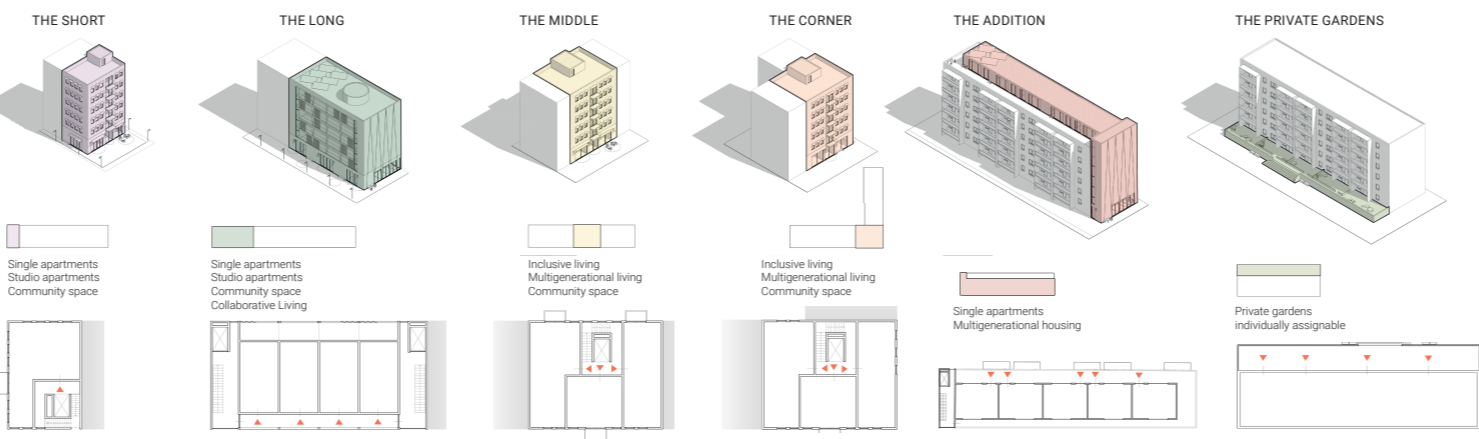 THE SHORT
THE LONG
THE MIDDLE
THE CORNER
THE ADDITION
THE PRIVATE GARDENS
Single apartments
Studio apartments
Community space
Single apartments
Studio apartments
Community space
Collaborative Living
Inclusive living
Multigenerational living
Community space
Inclusive living
Multigenerational living
Community space
Single apartments
Multigenerational housing
Private gardens
individually assignable